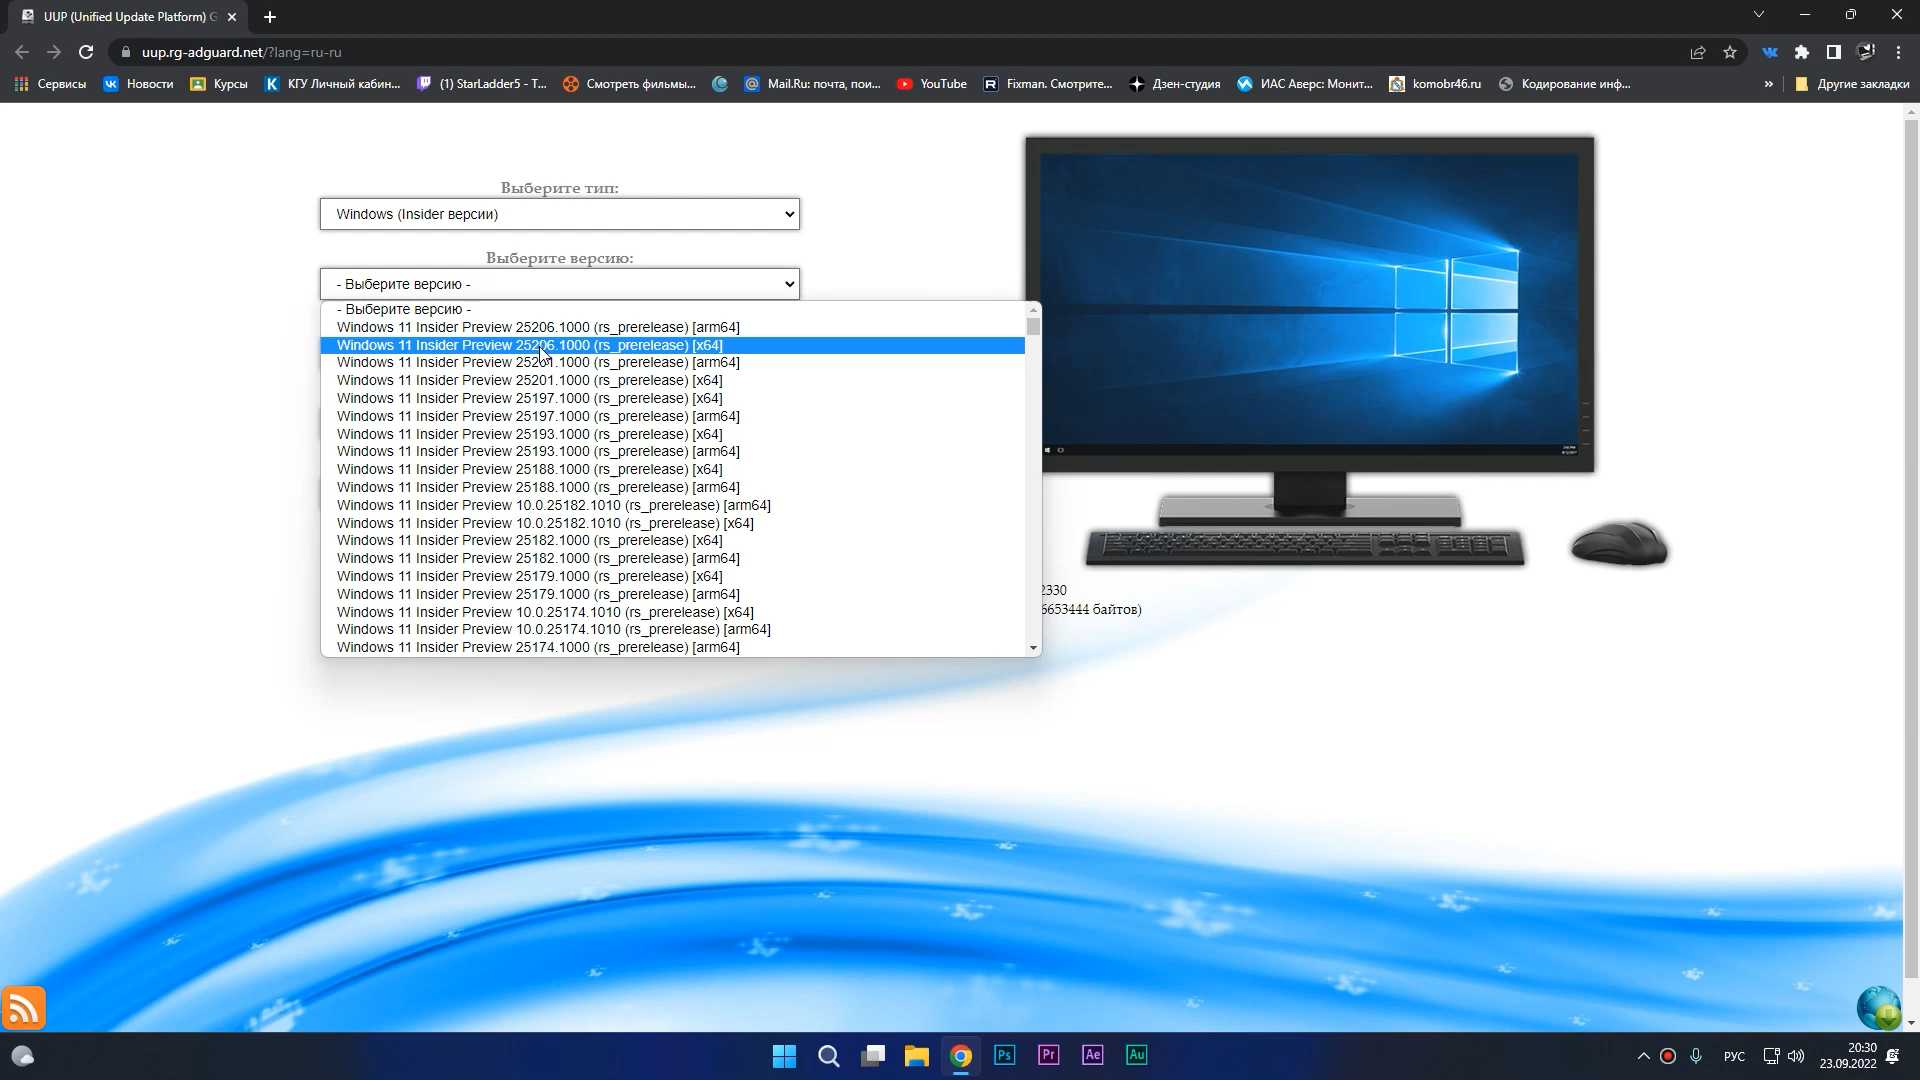 UUP (Unified Update Platform) G
uup.rg-adguard.net/?lang=ru-ru
Сервисы
Новости
Курсы
КГУ Личный кабин...
(1) StarLadder5 - T...
Смотреть фильмы...
Mail.Ru: почта, пои...
YouTube
Fixman. Смотрите...
Дзен-студия
ИАС Аверс: Монит...
komobr46.ru
Кодирование инф...
»
Другие закладки
Выберите тип:
Windows (Insider версии)
Выберите версию:
- Выберите версию -
- Выберите версию -
Windows 11 Insider Preview 25206.1000 (rs_prerelease) [arm64]
Windows 11 Insider Preview 25206.1000 (rs_prerelease) [x64]
Windows 11 Insider Preview 25201.1000 (rs_prerelease) [arm64]
Windows 11 Insider Preview 25201.1000 (rs_prerelease) [x64]
Windows 11 Insider Preview 25197.1000 (rs_prerelease) [x64]
Windows 11 Insider Preview 25197.1000 (rs_prerelease) [arm64]
Windows 11 Insider Preview 25193.1000 (rs_prerelease) [x64]
Windows 11 Insider Preview 25193.1000 (rs_prerelease) [arm64]
Windows 11 Insider Preview 25188.1000 (rs_prerelease) [x64]
Windows 11 Insider Preview 25188.1000 (rs_prerelease) [arm64]
Windows 11 Insider Preview 10.0.25182.1010 (rs_prerelease) [arm64]
Windows 11 Insider Preview 10.0.25182.1010 (rs_prerelease) [x64]
Windows 11 Insider Preview 25182.1000 (rs_prerelease) [x64]
Windows 11 Insider Preview 25182.1000 (rs_prerelease) [arm64]
Windows 11 Insider Preview 25179.1000 (rs_prerelease) [x64]
Windows 11 Insider Preview 25179.1000 (rs_prerelease) [arm64]
Windows 11 Insider Preview 10.0.25174.1010 (rs_prerelease) [x64]
Windows 11 Insider Preview 10.0.25174.1010 (rs_prerelease) [arm64]
Windows 11 Insider Preview 25174.1000 (rs_prerelease) [arm64]
2330
6653444 байтов)
Ps
Pr
Ae
Au
РУС
20:30
23.09.2022